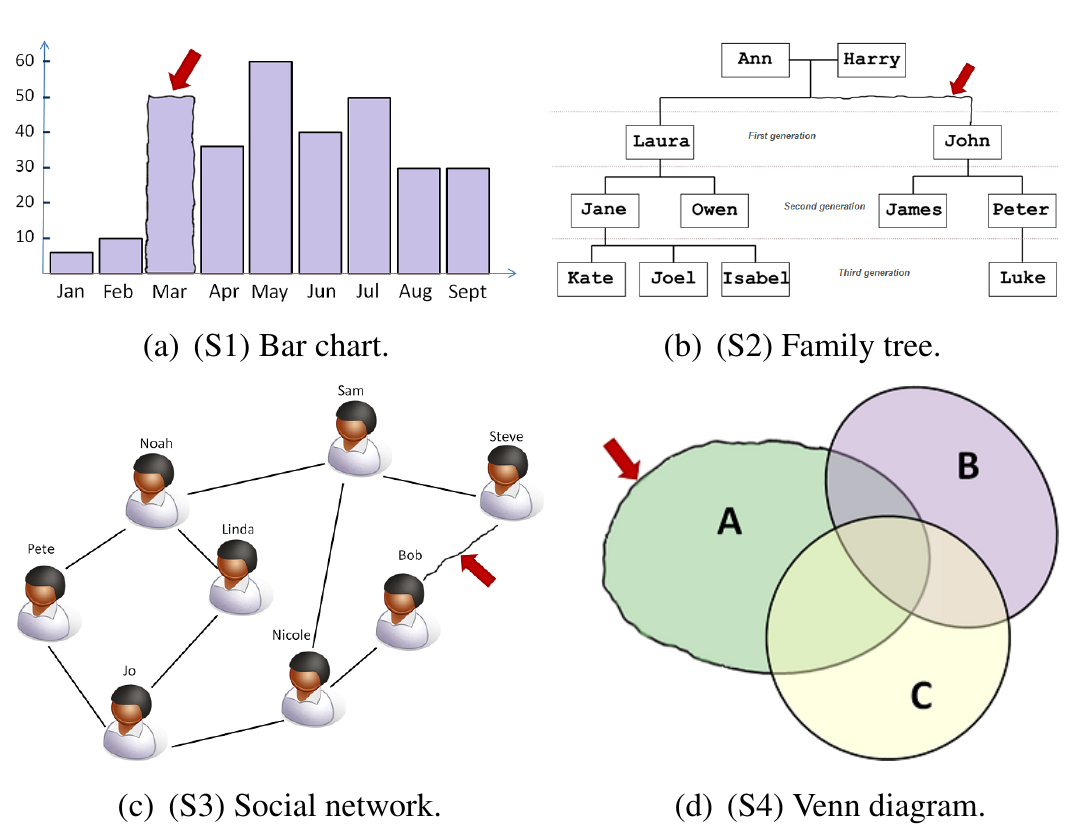 60
50
40
30
20
10
Jan Feb Mar Apr May Jun Jul Aug Sept
(a) (S1) Bar chart.
Ann Harry
Laura First generation John
Jane Owen Second generation James Peter
Kate Joel Isabel Third generation Luke
(b) (S2) Family tree.
Sam
Noah Steve
Linda
Pete Bob
Nicole
Jo
(c) (S3) Social network.
B
A
C
(d) (S4) Venn diagram.